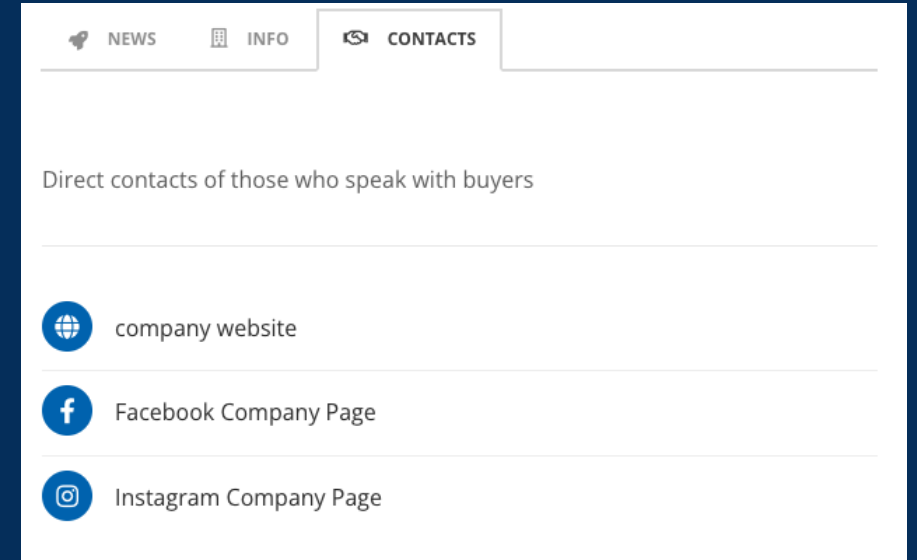 NEWS INFO CONTACTS
Direct contacts of those who speak with buyers
company website
Facebook Company Page
Instagram Company Page